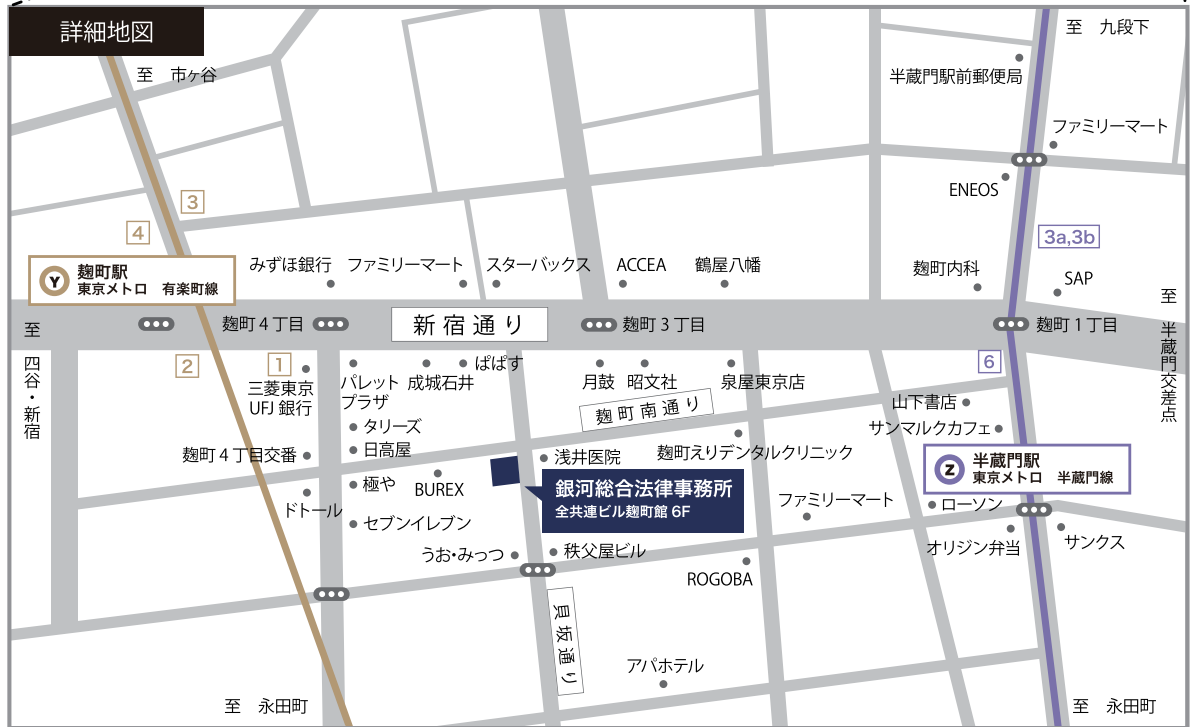 詳細地図
至　九段下
至　市ヶ谷
半蔵門駅前郵便局
ファミリーマート
ENEOS
3
4
3a,3b
麹町駅
東京メトロ　有楽町線
Y
みずほ銀行
ファミリーマート
スターバックス
ACCEA
鶴屋八幡
麹町内科
SAP
至　四谷・新宿
麹町4丁目
新宿通り
麹町3丁目
麹町1丁目
至　半蔵門交差点
2
1
三菱東京
UFJ銀行
パレット
プラザ
成城石井
ぱぱす
月鼓
昭文社
泉屋東京店
6
麹町南通り
山下書店
タリーズ
サンマルクカフェ
日高屋
麹町4丁目交番
浅井医院
麹町えりデンタルクリニック
Z
半蔵門駅
東京メトロ　半蔵門線
極や
BUREX
銀河総合法律事務所
全共連ビル麹町館 6F
ファミリーマート
ローソン
ドトール
セブンイレブン
オリジン弁当
サンクス
うお・みっつ
秩父屋ビル
ROGOBA
貝坂通り
アパホテル
至　永田町
至　永田町